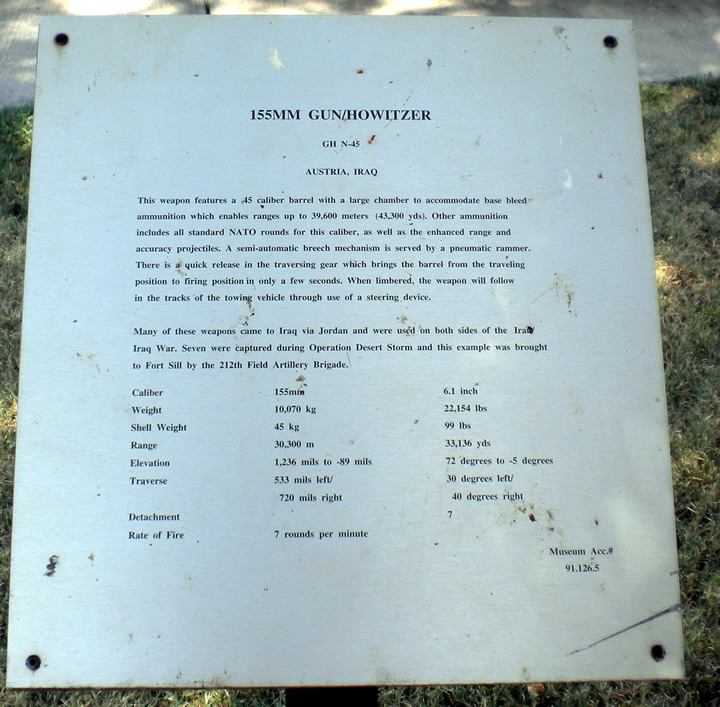 155MM GUN/HOWITZER
GH N-45
AUSTRIA, IRAQ
This weapon features a .45 caliber barrel with a large chamber to accommodate base bleed
ammunition which enables ranges up to 39,600 meters (43,300 yds). Other ammunition
includes all standard NATO rounds for this caliber, as well as the enhanced range and
accuracy projectiles. A semi-automatic breech mechanism is served by a pneumatic rammer.
There is a quick release in the traversing gear which brings the barrel from the traveling
position to firing position in only a few seconds. When limbered, the weapon will follow
in the tracks of the towing vehicle through use of a steering device.
Many of these weapons came to Iraq via Jordan and were used on both sides of the Iran/
Iraq War. Seven were captured during Operation Desert Storm and this example was brought
to Fort Sill by the 212th Field Artillery Brigade.
Caliber 155mm 6.1 inch
Weight 10,070 kg 22,154 lbs
Shell Weight 45 kg 99 lbs
Range 30,300 m 33,136 yds
Elevation 1,236 mils to -89 mils 72 degrees to -5 degrees
Traverse 533 mils left/ 30 degrees left/
720 mils right 40 degrees right
Detachment 7
Rate of Fire 7 rounds per minute
Museum Acc.#
91.126.5